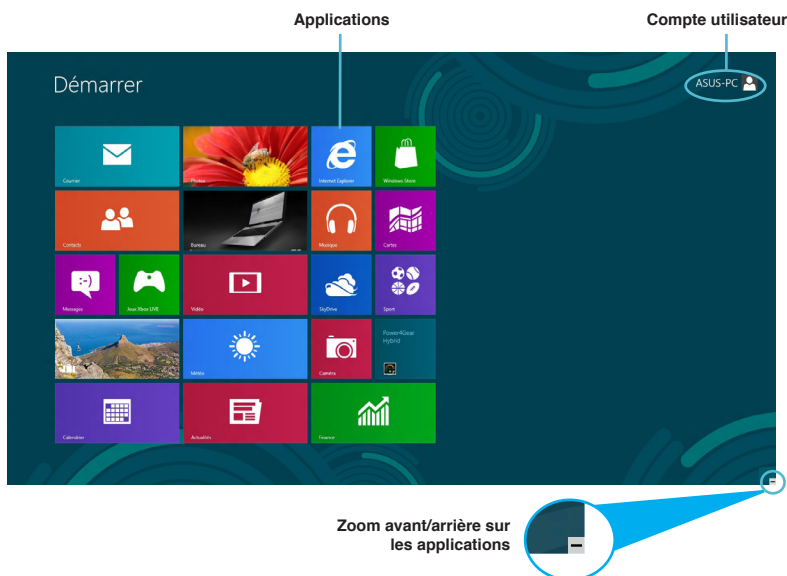 Applications
Compte utilisateur
Démarrer
ASUS-PC
Courrier
Photos
Internet Explorer
Windows Store
Contacts
Bureau
Musique
Cartes
Messages
Jeux Xbox LIVE
Vidéo
SkyDrive
Sport
Météo
Caméra
Power4Gear
Hybrid
Calendrier
Actualités
Finance
Zoom avant/arrière sur
les applications